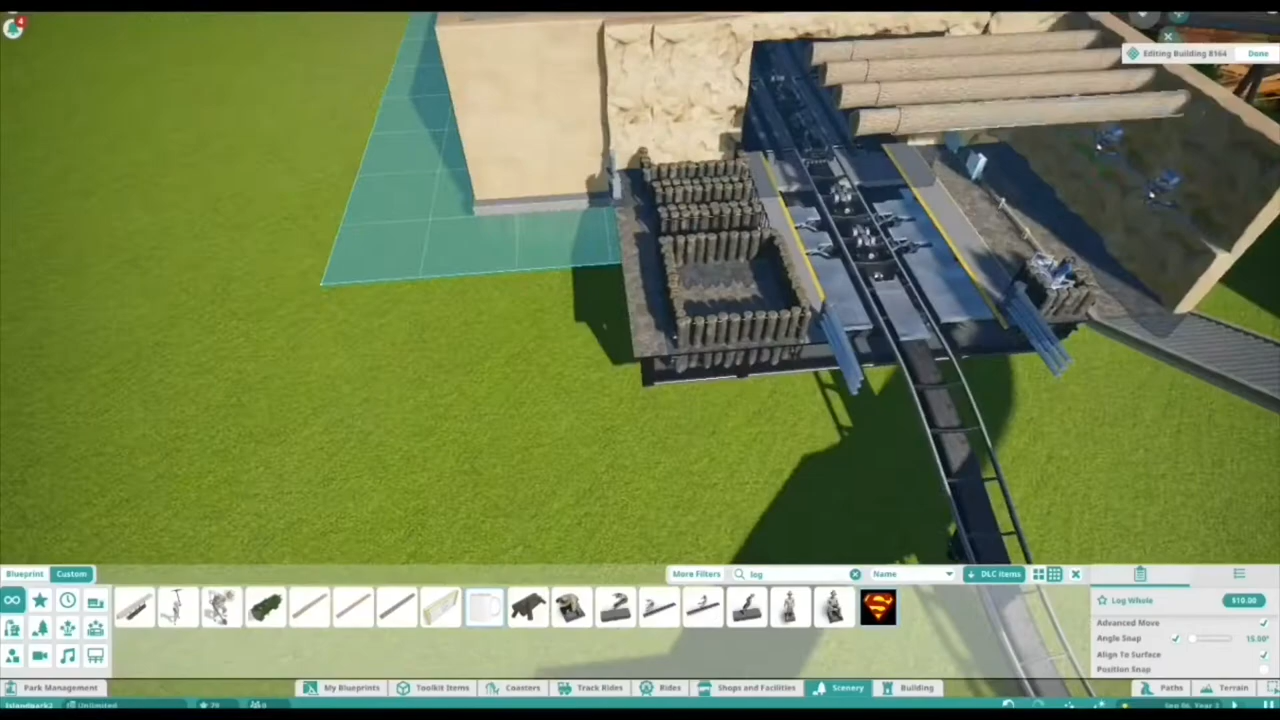 4
Editing Building 8164 Done
Blueprint Custom
More Filters log Name DLC Items
Log Whole $10.00
Advanced Move
Angle Snap 15.00°
Align To Surface
Position Snap
Park Management My Blueprints Toolkit Items Coasters Track Rides Rides Shops and Facilities Scenery Building Paths Terrain
Unlimited